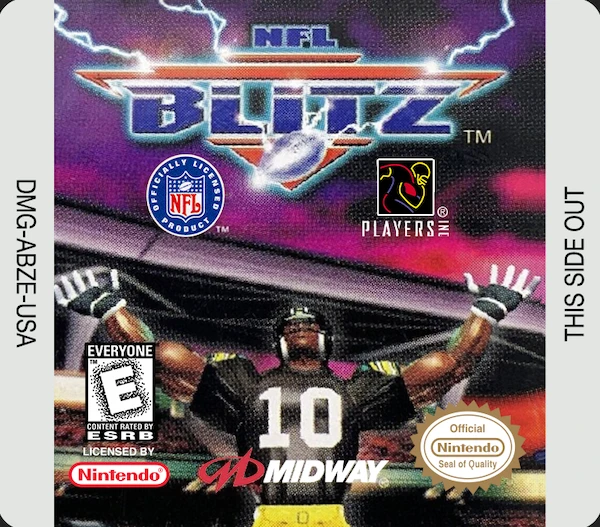 NFL
BLITZ
TM
OFFICIALLY LICENSED
NFL
PRODUCT
TM
PLAYERS INC
®
DMG-ABZE-USA
THIS SIDE OUT
EVERYONE
TM
E
CONTENT RATED BY
ESRB
LICENSED BY
Nintendo®
10
MIDWAY
Official
Nintendo
Seal of Quality